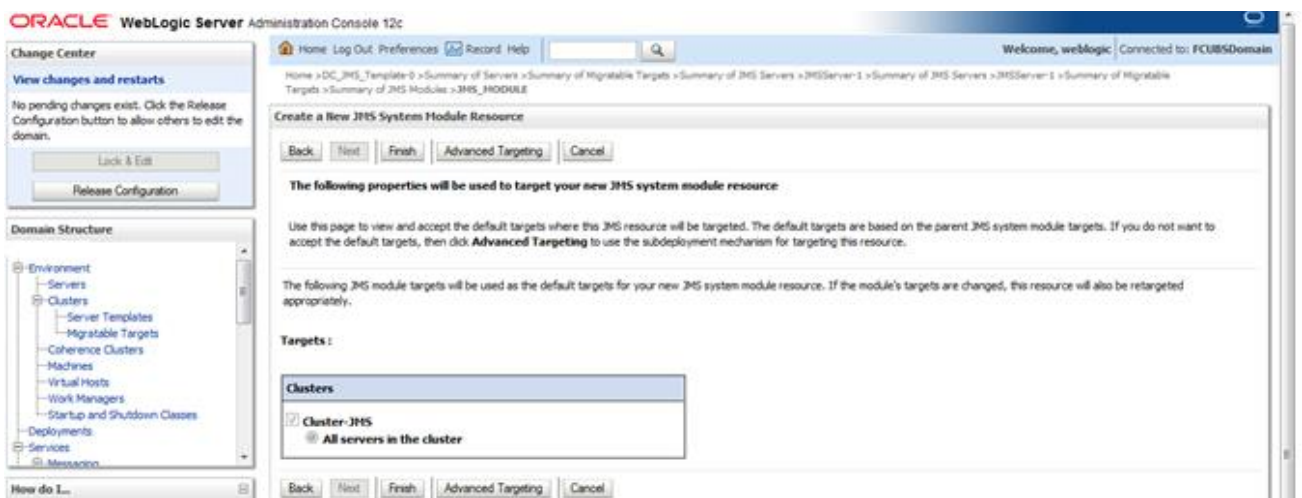 ORACLE WebLogic Server Administration Console 12c
Change Center
View changes and restarts
No pending changes exist. Click the Release
Configuration button to allow others to edit the
domain.
Lock & Edit
Release Configuration
Domain Structure
Environment
Servers
Clusters
Server Templates
Migratable Targets
Coherence Clusters
Machines
Virtual Hosts
Work Managers
Startup and Shutdown Classes
Deployments
Services
Messaging
How do I...
Home Log Out Preferences Record Help
Welcome, weblogic Connected to: FCUBSDomain
Home >DC_JMS_Template-0 >Summary of Servers >Summary of Migratable Targets >Summary of JMS Servers >JMSServer-1 >Summary of JMS Servers >JMSServer-1 >Summary of Migratable
Targets >Summary of JMS Modules >JMS_MODULE
Create a New JMS System Module Resource
Back Next Finish Advanced Targeting Cancel
The following properties will be used to target your new JMS system module resource
Use this page to view and accept the default targets where this JMS resource will be targeted. The default targets are based on the parent JMS system module targets. If you do not want to
accept the default targets, then click Advanced Targeting to use the subdeployment mechanism for targeting this resource.
The following JMS module targets will be used as the default targets for your new JMS system module resource. If the module's targets are changed, this resource will also be retargeted
appropriately.
Targets :
Clusters
Cluster-JMS
All servers in the cluster
Back Next Finish Advanced Targeting Cancel